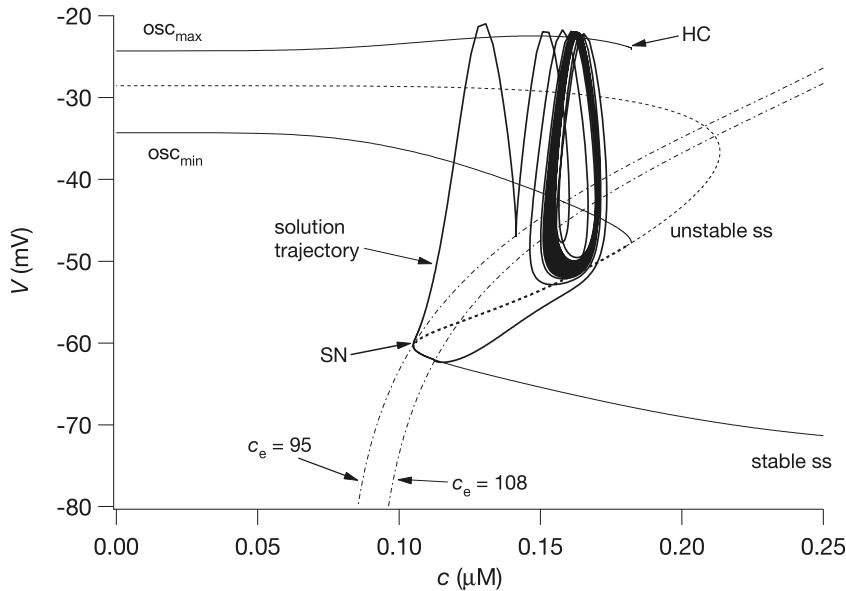 -20
osc_max
HC
-30
osc_min
-40
solution
trajectory
unstable ss
V (mV)
-50
SN
-60
-70
c_e = 95
c_e = 108
stable ss
-80
0.00 0.05 0.10 0.15 0.20 0.25
c (μM)